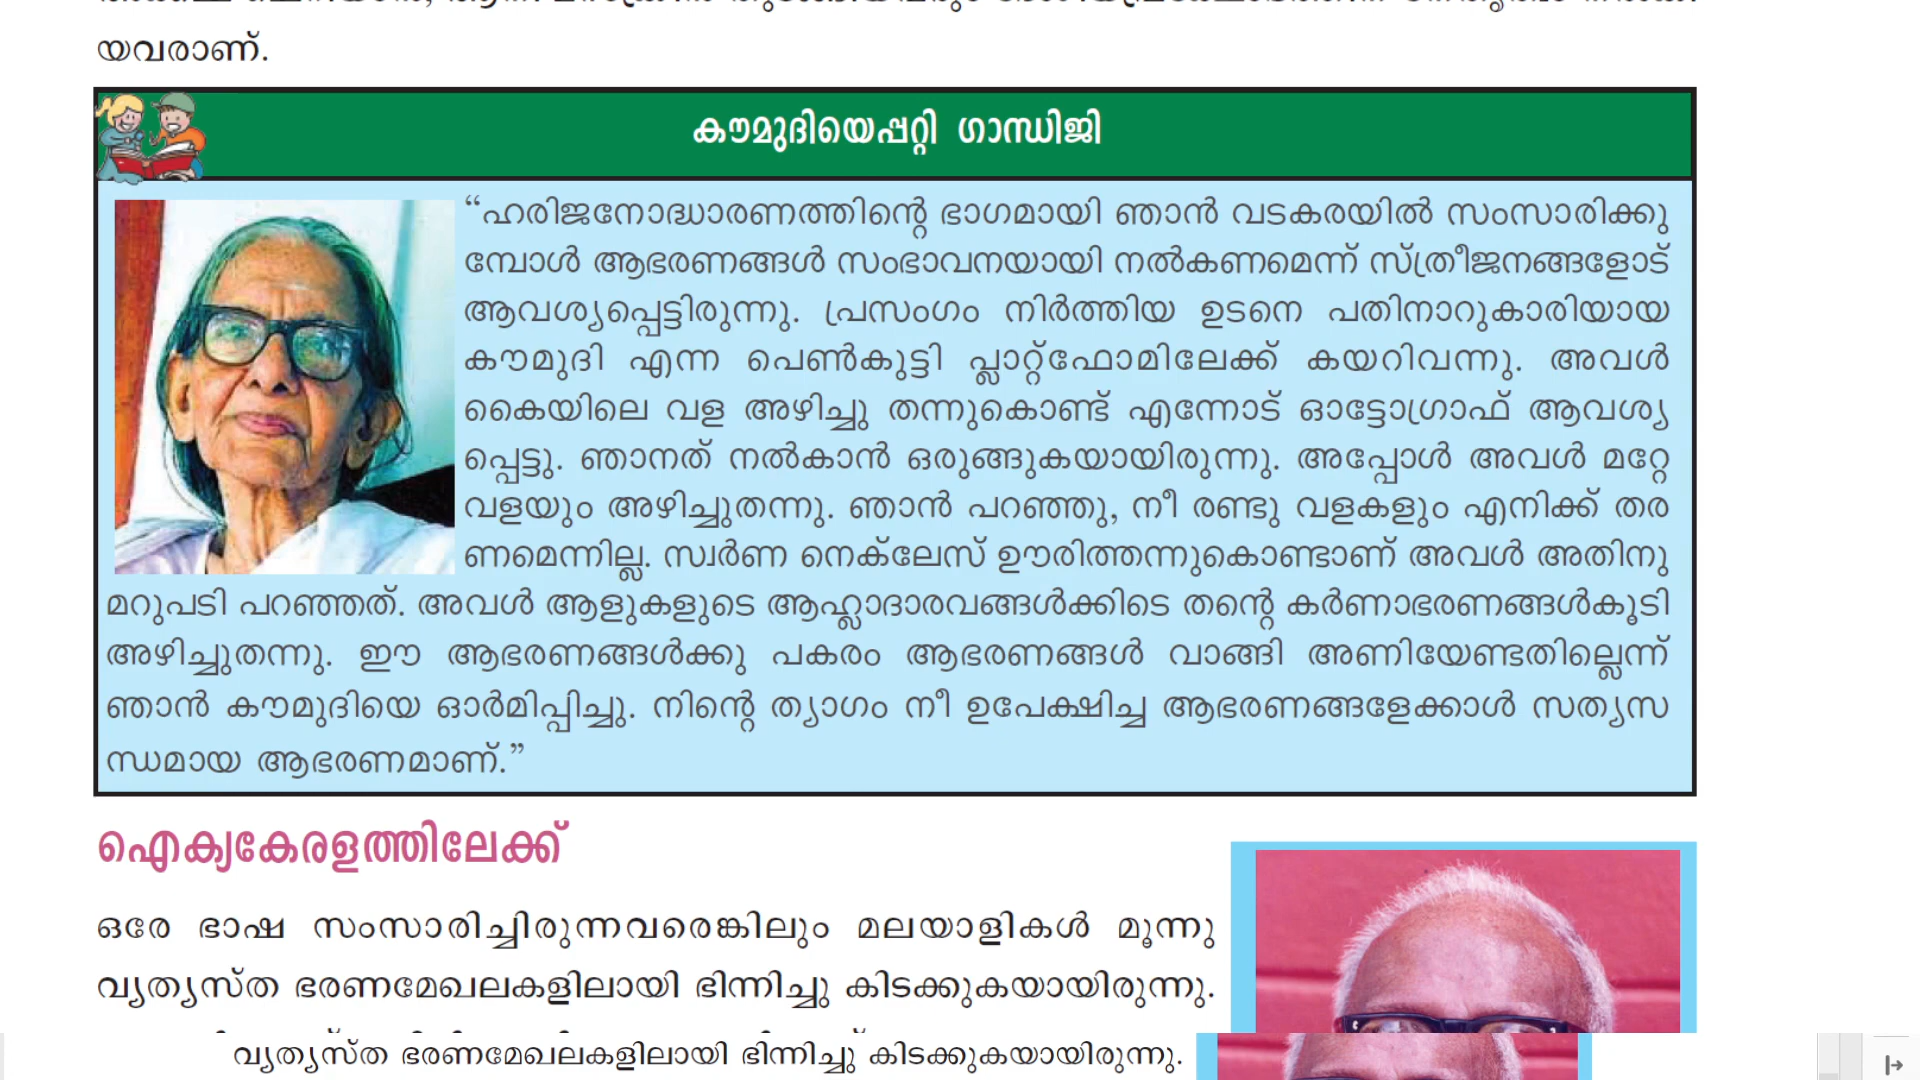 യവരാണ്.
കൗമുദിയെപ്പറ്റി ഗാന്ധിജി
“ഹരിജനോദ്ധാരണത്തിന്റെ ഭാഗമായി ഞാൻ വടകരയിൽ സംസാരിക്കു
മ്പോൾ ആഭരണങ്ങൾ സംഭാവനയായി നൽകണമെന്ന് സ്ത്രീജനങ്ങളോട്
ആവശ്യപ്പെട്ടിരുന്നു. പ്രസംഗം നിർത്തിയ ഉടനെ പതിനാറുകാരിയായ
കൗമുദി എന്ന പെൺകുട്ടി പ്ലാറ്റ്ഫോമിലേക്ക് കയറിവന്നു. അവൾ
കൈയിലെ വള അഴിച്ചു തന്നുകൊണ്ട് എന്നോട് ഓട്ടോഗ്രാഫ് ആവശ്യ
പ്പെട്ടു. ഞാനത് നൽകാൻ ഒരുങ്ങുകയായിരുന്നു. അപ്പോൾ അവൾ മറ്റേ
വളയും അഴിച്ചുതന്നു. ഞാൻ പറഞ്ഞു, നീ രണ്ടു വളകളും എനിക്ക് തര
ണമെന്നില്ല. സ്വർണ നെക്ലേസ് ഊരിത്തന്നുകൊണ്ടാണ് അവൾ അതിനു
മറുപടി പറഞ്ഞത്. അവൾ ആളുകളുടെ ആഹ്ലാദാരവങ്ങൾക്കിടെ തന്റെ കർണാഭരണങ്ങൾകൂടി
അഴിച്ചുതന്നു. ഈ ആഭരണങ്ങൾക്കു പകരം ആഭരണങ്ങൾ വാങ്ങി അണിയേണ്ടതില്ലെന്ന്
ഞാൻ കൗമുദിയെ ഓർമിപ്പിച്ചു. നിന്റെ ത്യാഗം നീ ഉപേക്ഷിച്ച ആഭരണങ്ങളേക്കാൾ സത്യസ
ന്ധമായ ആഭരണമാണ്.”
ഐക്യകേരളത്തിലേക്ക്
ഒരേ ഭാഷ സംസാരിച്ചിരുന്നവരെങ്കിലും മലയാളികൾ മൂന്നു
വ്യത്യസ്ത ഭരണമേഖലകളിലായി ഭിന്നിച്ചു കിടക്കുകയായിരുന്നു.
വ്യത്യസ്ത ഭരണമേഖലകളിലായി ഭിന്നിച്ചു കിടക്കുകയായിരുന്നു.